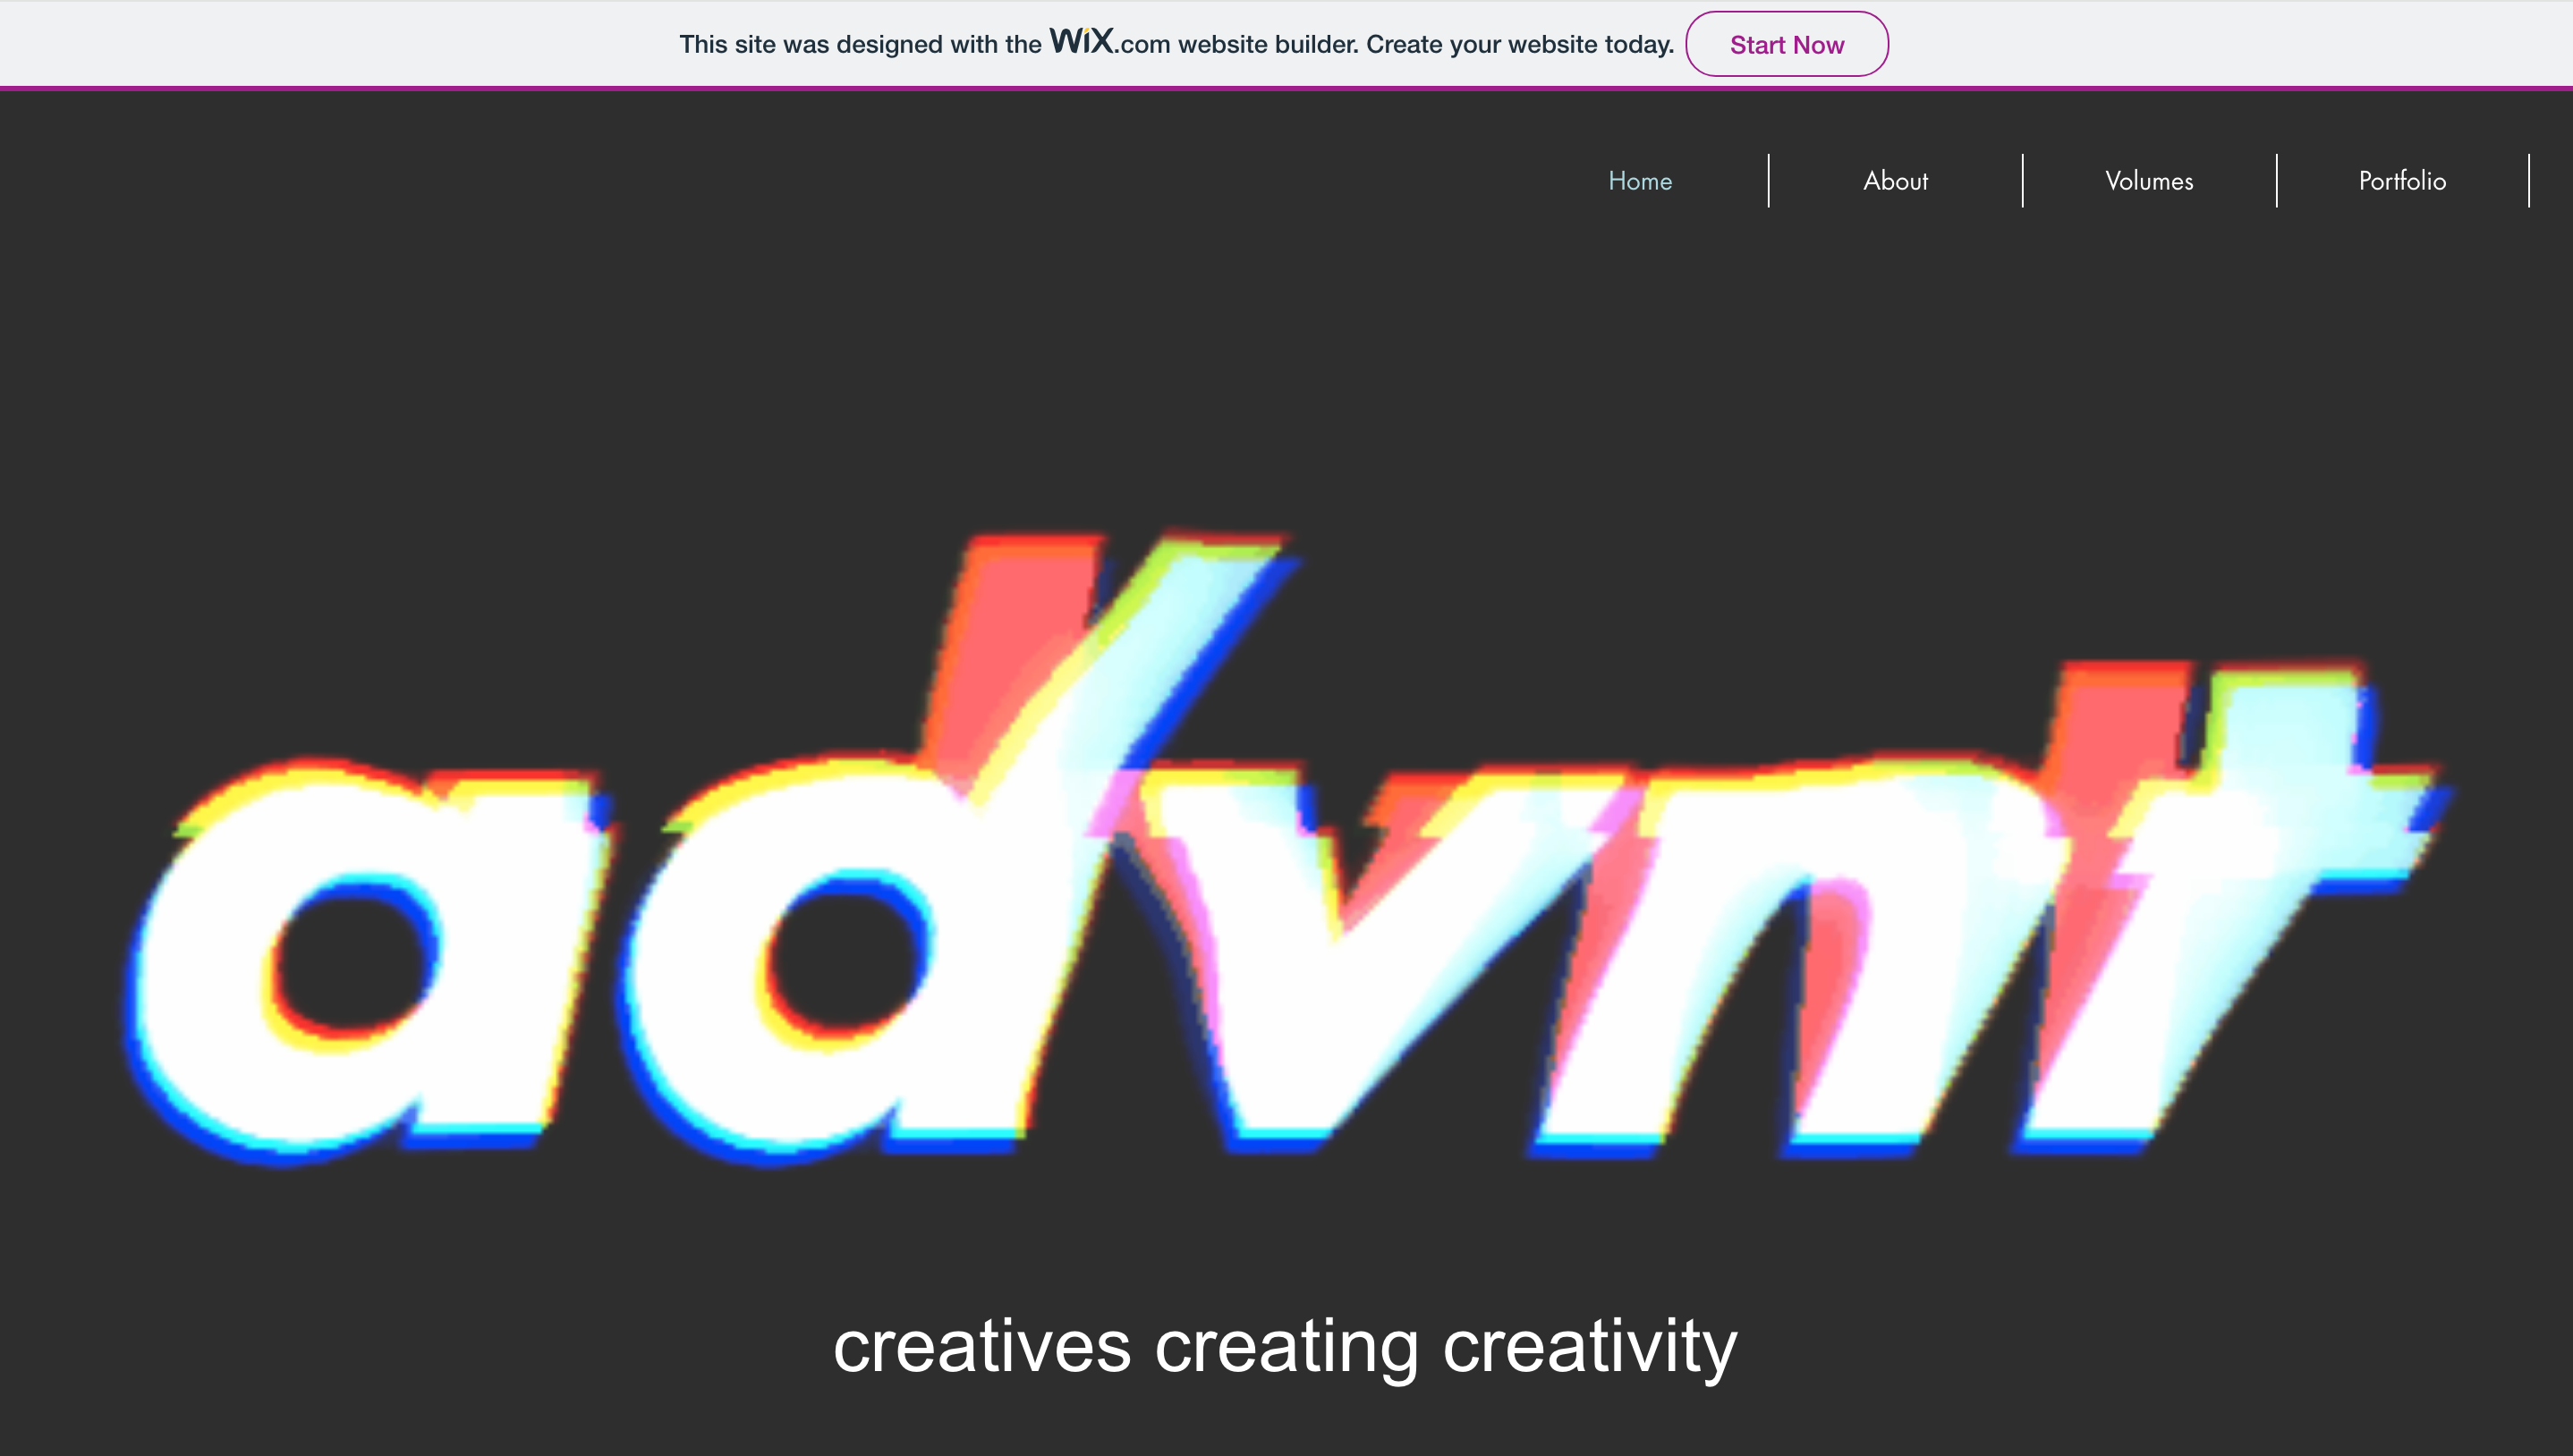 This site was designed with the WiX.com website builder. Create your website today. Start Now
Home About Volumes Portfolio
advnt
creatives creating creativity